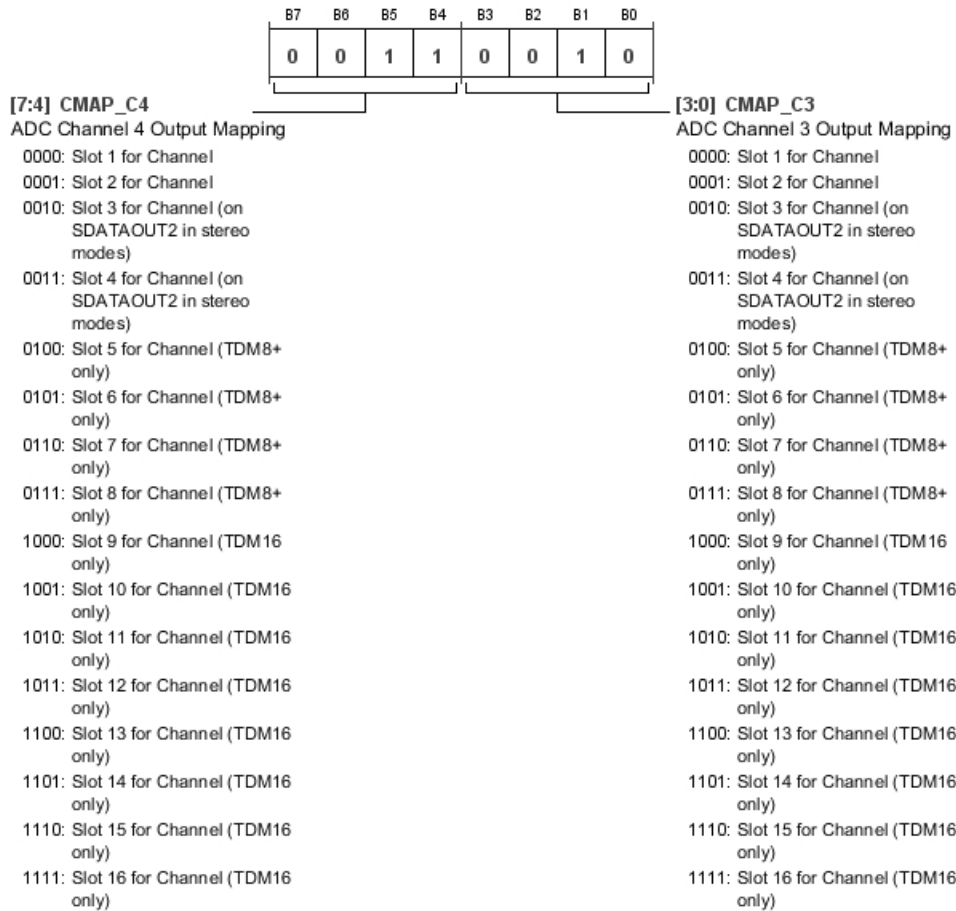 B7 B6 B5 B4 B3 B2 B1 B0
0 0 1 1 0 0 1 0
[7:4] CMAP_C4
ADC Channel 4 Output Mapping
0000: Slot 1 for Channel
0001: Slot 2 for Channel
0010: Slot 3 for Channel (on
SDATAOUT2 in stereo
modes)
0011: Slot 4 for Channel (on
SDATAOUT2 in stereo
modes)
0100: Slot 5 for Channel (TDM8+
only)
0101: Slot 6 for Channel (TDM8+
only)
0110: Slot 7 for Channel (TDM8+
only)
0111: Slot 8 for Channel (TDM8+
only)
1000: Slot 9 for Channel (TDM16
only)
1001: Slot 10 for Channel (TDM16
only)
1010: Slot 11 for Channel (TDM16
only)
1011: Slot 12 for Channel (TDM16
only)
1100: Slot 13 for Channel (TDM16
only)
1101: Slot 14 for Channel (TDM16
only)
1110: Slot 15 for Channel (TDM16
only)
1111: Slot 16 for Channel (TDM16
only)
[3:0] CMAP_C3
ADC Channel 3 Output Mapping
0000: Slot 1 for Channel
0001: Slot 2 for Channel
0010: Slot 3 for Channel (on
SDATAOUT2 in stereo
modes)
0011: Slot 4 for Channel (on
SDATAOUT2 in stereo
modes)
0100: Slot 5 for Channel (TDM8+
only)
0101: Slot 6 for Channel (TDM8+
only)
0110: Slot 7 for Channel (TDM8+
only)
0111: Slot 8 for Channel (TDM8+
only)
1000: Slot 9 for Channel (TDM16
only)
1001: Slot 10 for Channel (TDM16
only)
1010: Slot 11 for Channel (TDM16
only)
1011: Slot 12 for Channel (TDM16
only)
1100: Slot 13 for Channel (TDM16
only)
1101: Slot 14 for Channel (TDM16
only)
1110: Slot 15 for Channel (TDM16
only)
1111: Slot 16 for Channel (TDM16
only)